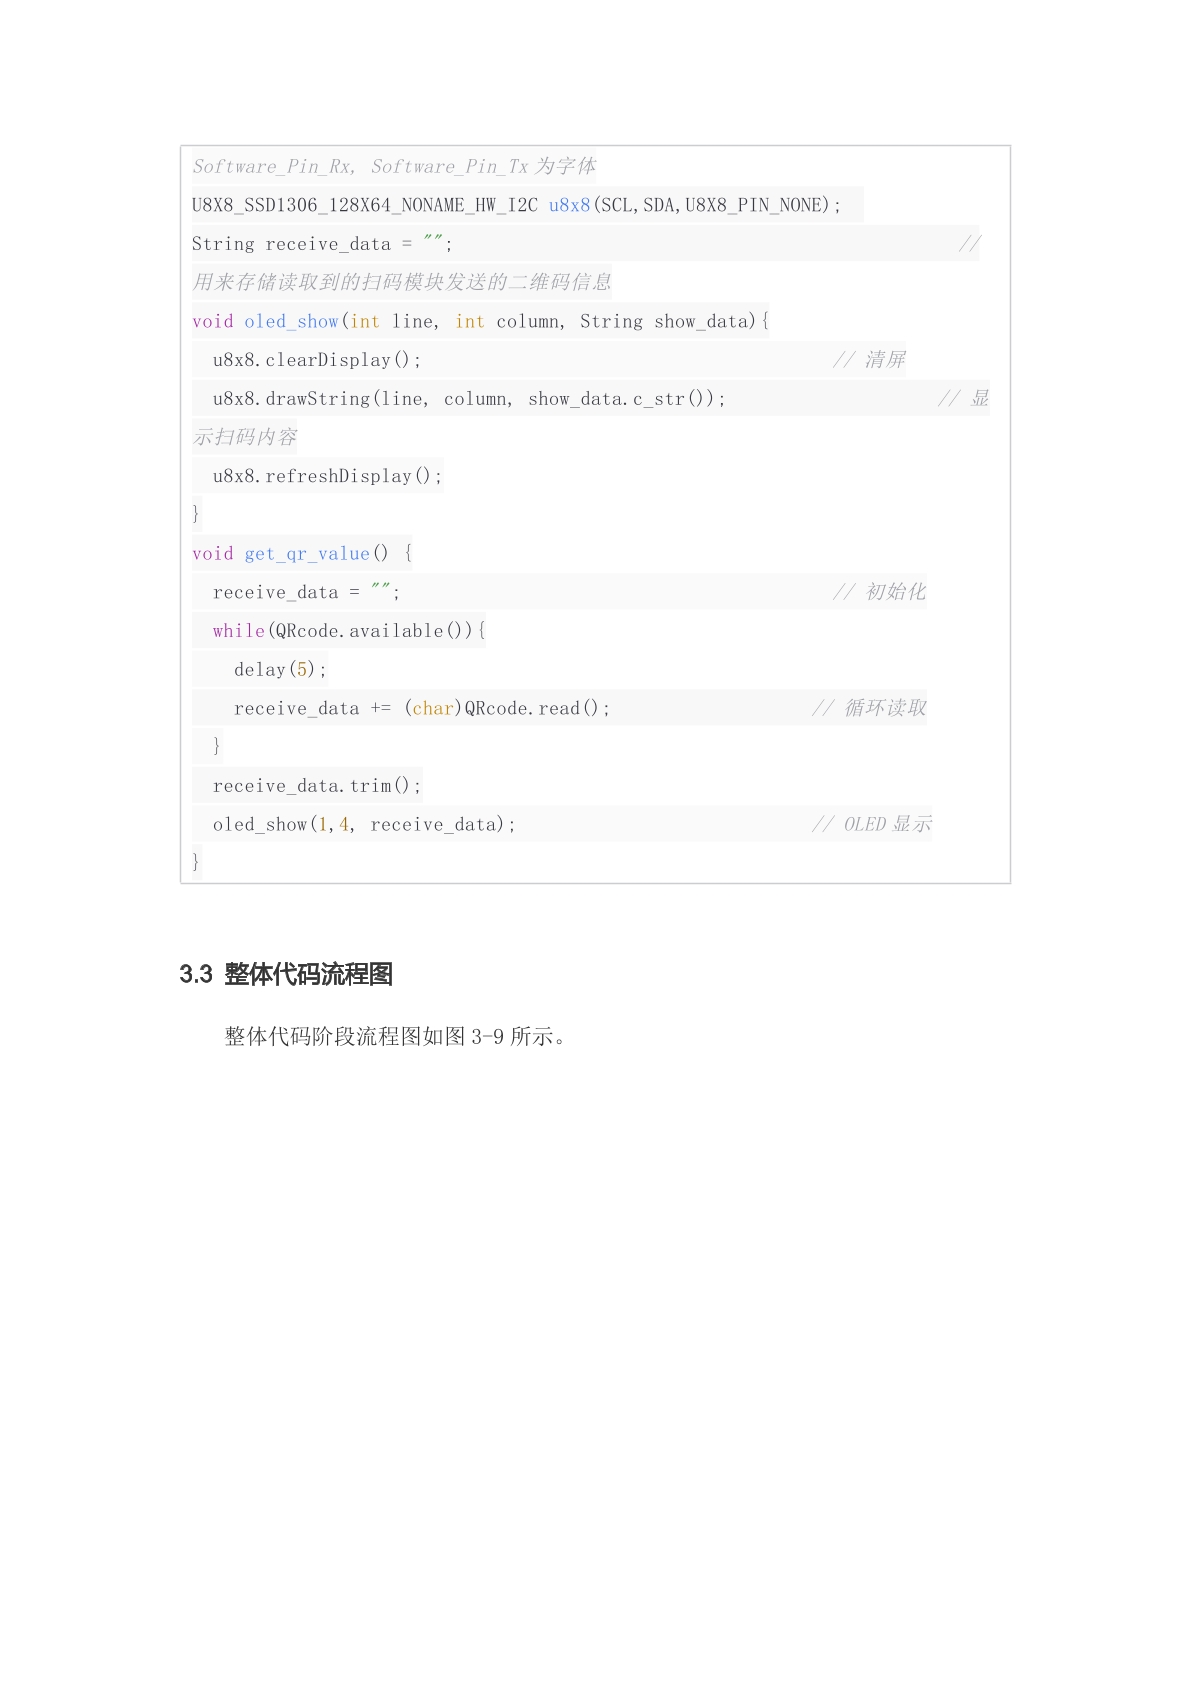 Software_Pin_Rx, Software_Pin_Tx 为字体
U8X8_SSD1306_128X64_NONAME_HW_I2C u8x8(SCL,SDA,U8X8_PIN_NONE);
String receive_data = ""; //
用来存储读取到的扫码模块发送的二维码信息
void oled_show(int line, int column, String show_data){
  u8x8.clearDisplay(); // 清屏
  u8x8.drawString(line, column, show_data.c_str()); // 显
示扫码内容
  u8x8.refreshDisplay();
}
void get_qr_value() {
  receive_data = ""; // 初始化
  while(QRcode.available()){
    delay(5);
    receive_data += (char)QRcode.read(); // 循环读取
  }
  receive_data.trim();
  oled_show(1,4, receive_data); // OLED 显示
}
3.3 整体代码流程图
整体代码阶段流程图如图 3-9 所示。